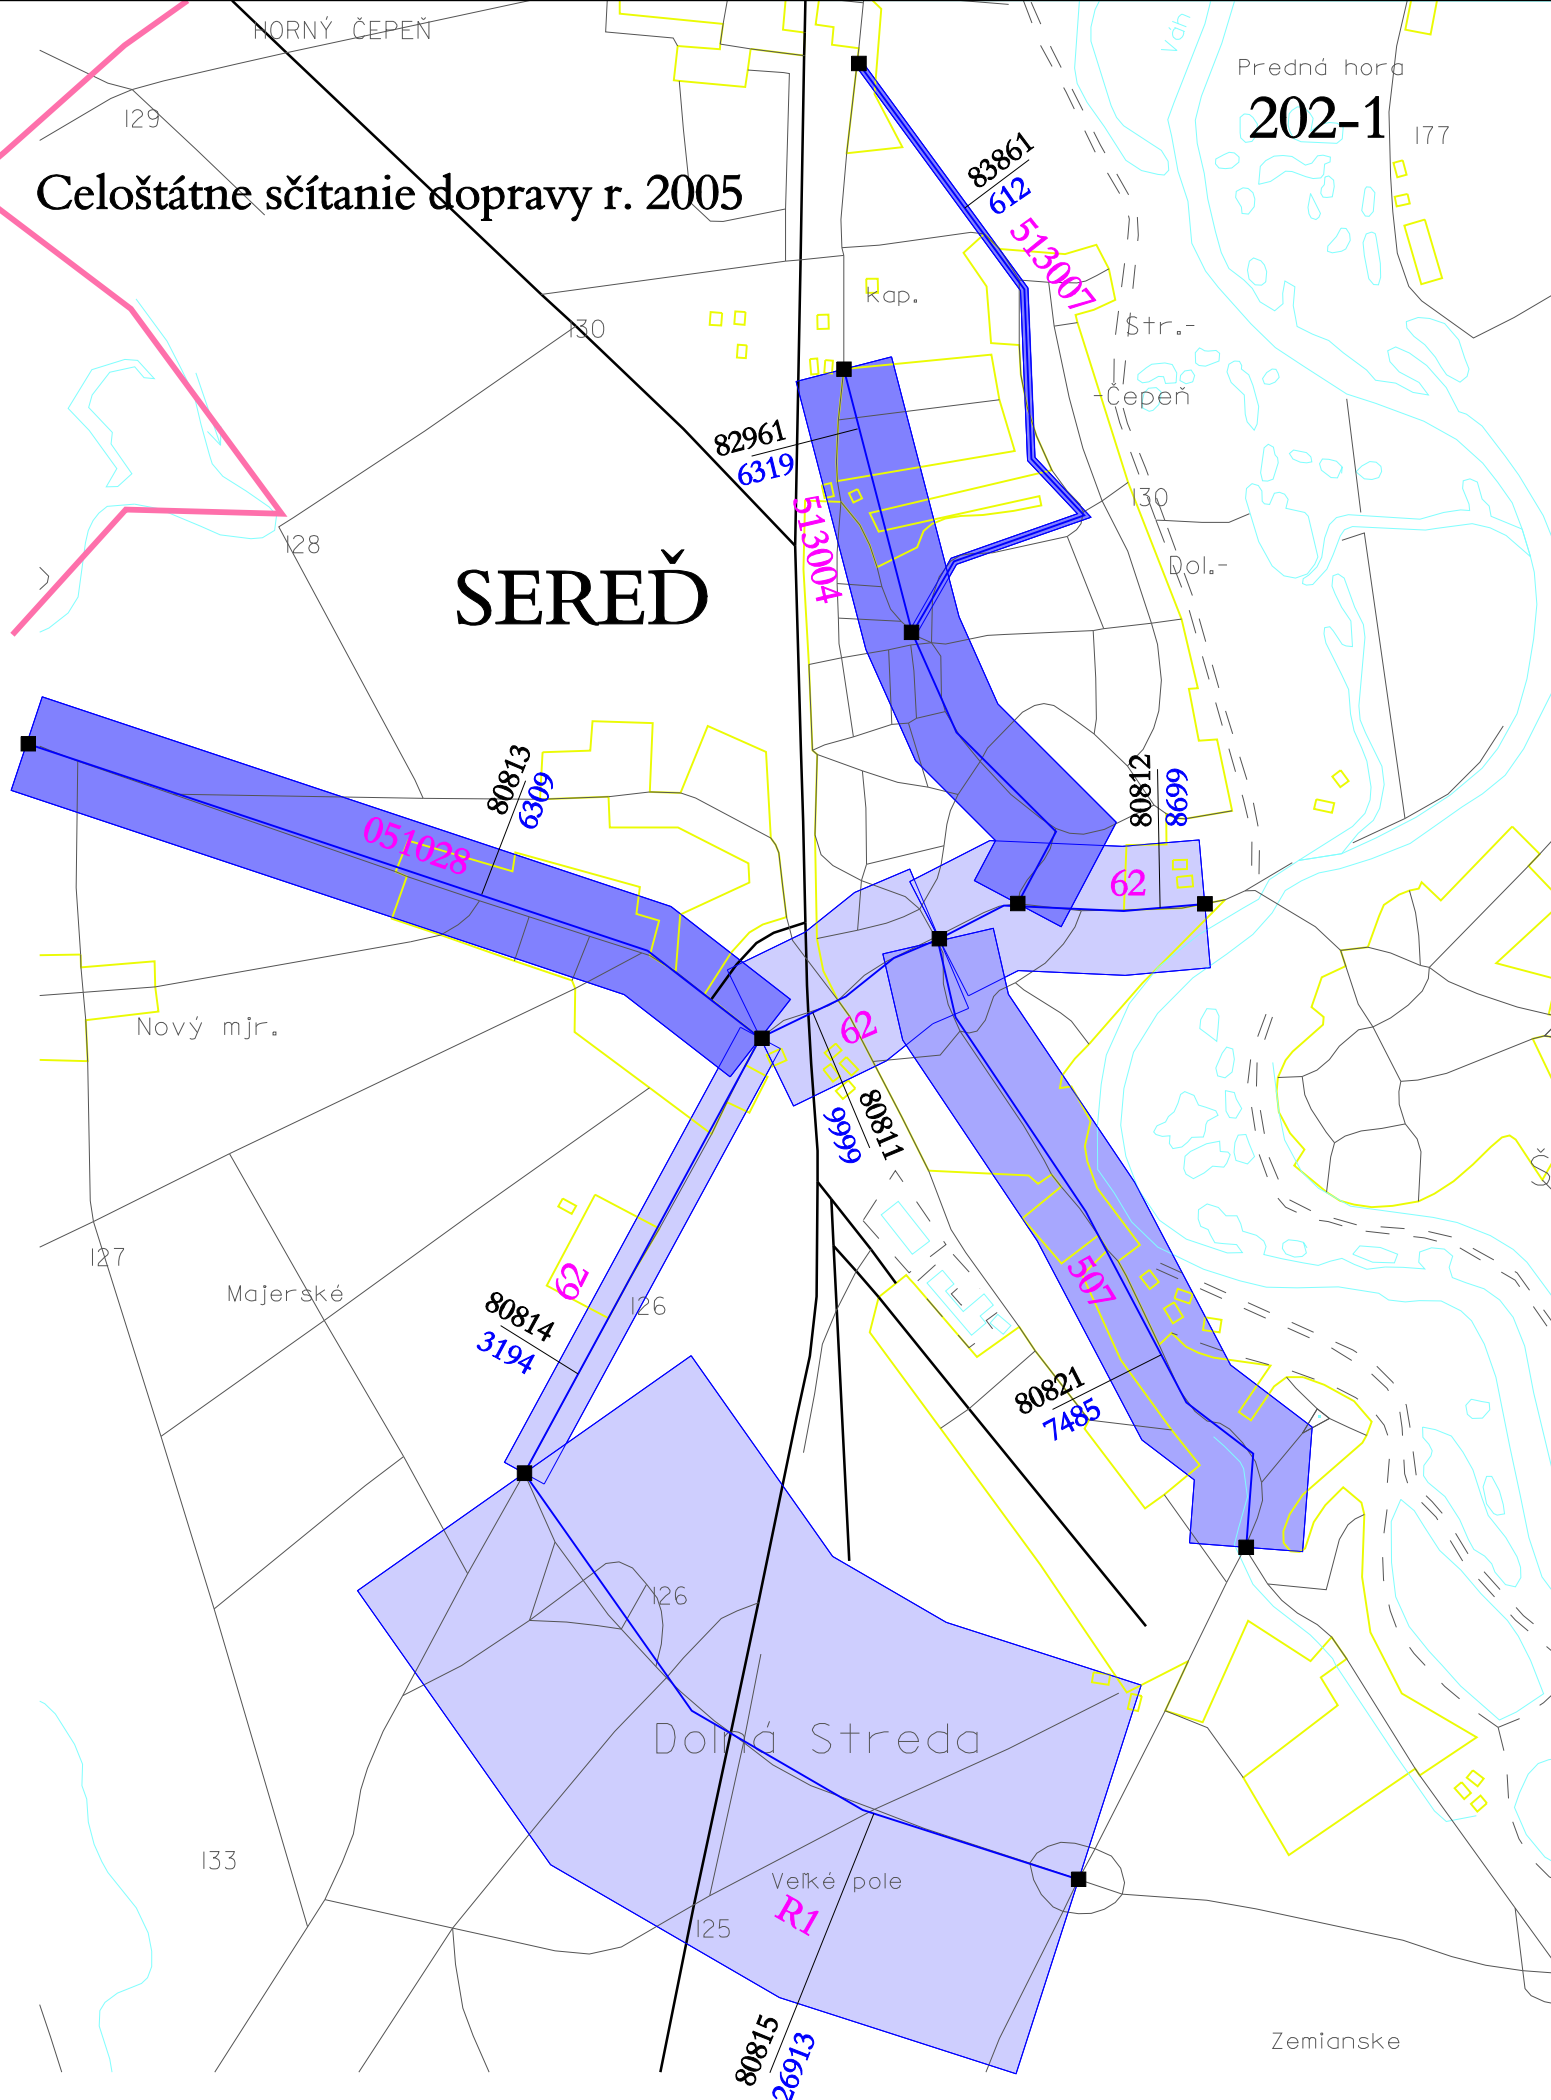 HORNÝ ČEPEŇ
Váh
Predná hora
202-1
177
129
Celoštátne sčítanie dopravy r. 2005
83861
612
513007
kap.
130
Str.-
-Čepeň
82961
6319
513004
130
128
Dol.-
SEREĎ
80813
6309
051028
80812
8699
62
62
Nový mjr.
80811
9999
Š
127
Majerské
62
126
507
80814
3194
80821
7485
126
Dolná Streda
133
Veľké pole
R1
125
80815
26913
Zemianske